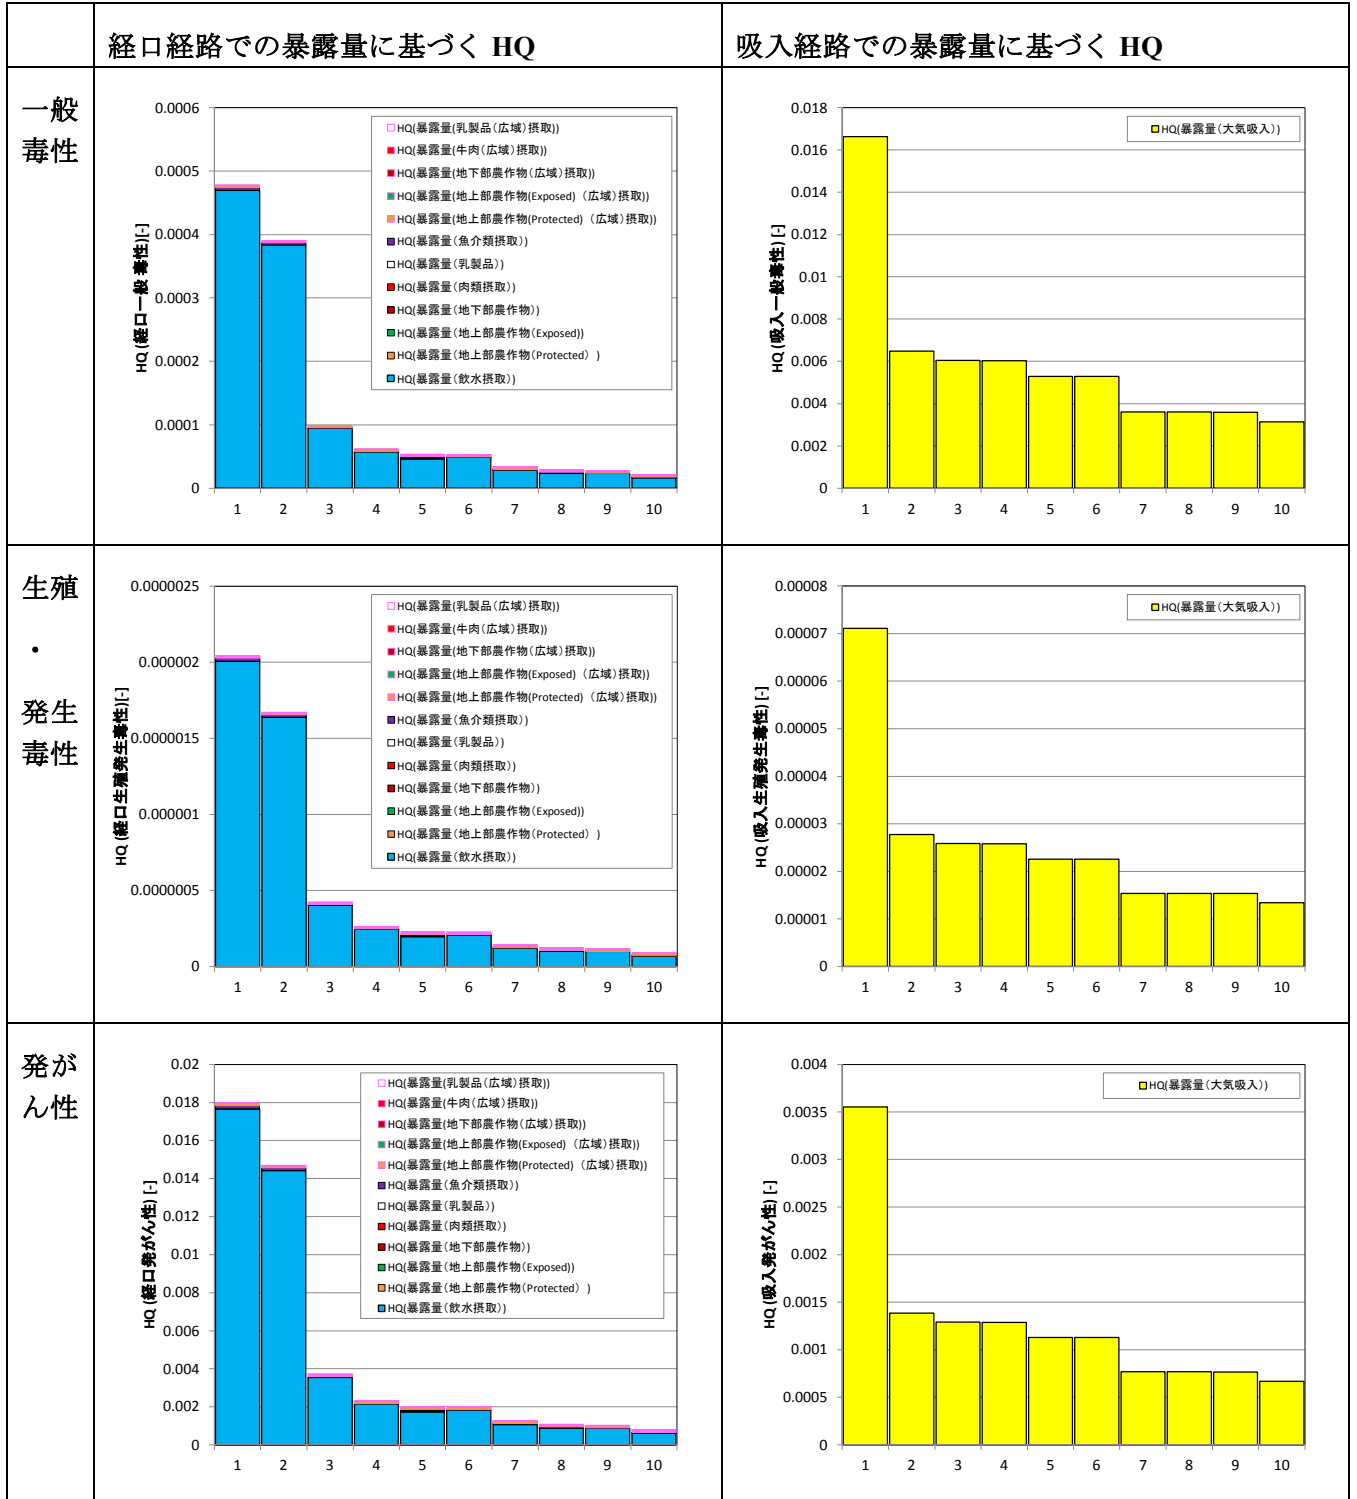 経口経路での暴露量に基づく HQ
吸入経路での暴露量に基づく HQ
一般
毒性
0.0006
0.0005
0.0004
0.0003
0.0002
0.0001
0
HQ (経口一般 毒性)[-]
HQ(暴露量(乳製品(広域)摂取))
HQ(暴露量(牛肉(広域)摂取))
HQ(暴露量(地下部農作物(広域)摂取))
HQ(暴露量(地上部農作物(Exposed)(広域)摂取))
HQ(暴露量(地上部農作物(Protected)(広域)摂取))
HQ(暴露量(魚介類摂取))
HQ(暴露量(乳製品))
HQ(暴露量(肉類摂取))
HQ(暴露量(地下部農作物))
HQ(暴露量(地上部農作物(Exposed))
HQ(暴露量(地上部農作物(Protected))
HQ(暴露量(飲水摂取))
1 2 3 4 5 6 7 8 9 10
0.018
0.016
0.014
0.012
0.01
0.008
0.006
0.004
0.002
0
HQ (吸入一般毒性) [-]
HQ(暴露量(大気吸入))
1 2 3 4 5 6 7 8 9 10
生殖
・
発生
毒性
0.0000025
0.000002
0.0000015
0.000001
0.0000005
0
HQ (経口生殖発生毒性)[-]
HQ(暴露量(乳製品(広域)摂取))
HQ(暴露量(牛肉(広域)摂取))
HQ(暴露量(地下部農作物(広域)摂取))
HQ(暴露量(地上部農作物(Exposed)(広域)摂取))
HQ(暴露量(地上部農作物(Protected)(広域)摂取))
HQ(暴露量(魚介類摂取))
HQ(暴露量(乳製品))
HQ(暴露量(肉類摂取))
HQ(暴露量(地下部農作物))
HQ(暴露量(地上部農作物(Exposed))
HQ(暴露量(地上部農作物(Protected))
HQ(暴露量(飲水摂取))
1 2 3 4 5 6 7 8 9 10
0.00008
0.00007
0.00006
0.00005
0.00004
0.00003
0.00002
0.00001
0
HQ (吸入生殖発生毒性) [-]
HQ(暴露量(大気吸入))
1 2 3 4 5 6 7 8 9 10
発が
ん性
0.02
0.018
0.016
0.014
0.012
0.01
0.008
0.006
0.004
0.002
0
HQ (経口発がん性) [-]
HQ(暴露量(乳製品(広域)摂取))
HQ(暴露量(牛肉(広域)摂取))
HQ(暴露量(地下部農作物(広域)摂取))
HQ(暴露量(地上部農作物(Exposed)(広域)摂取))
HQ(暴露量(地上部農作物(Protected)(広域)摂取))
HQ(暴露量(魚介類摂取))
HQ(暴露量(乳製品))
HQ(暴露量(肉類摂取))
HQ(暴露量(地下部農作物))
HQ(暴露量(地上部農作物(Exposed))
HQ(暴露量(地上部農作物(Protected))
HQ(暴露量(飲水摂取))
1 2 3 4 5 6 7 8 9 10
0.004
0.0035
0.003
0.0025
0.002
0.0015
0.001
0.0005
0
HQ (吸入発がん性) [-]
HQ(暴露量(大気吸入))
1 2 3 4 5 6 7 8 9 10